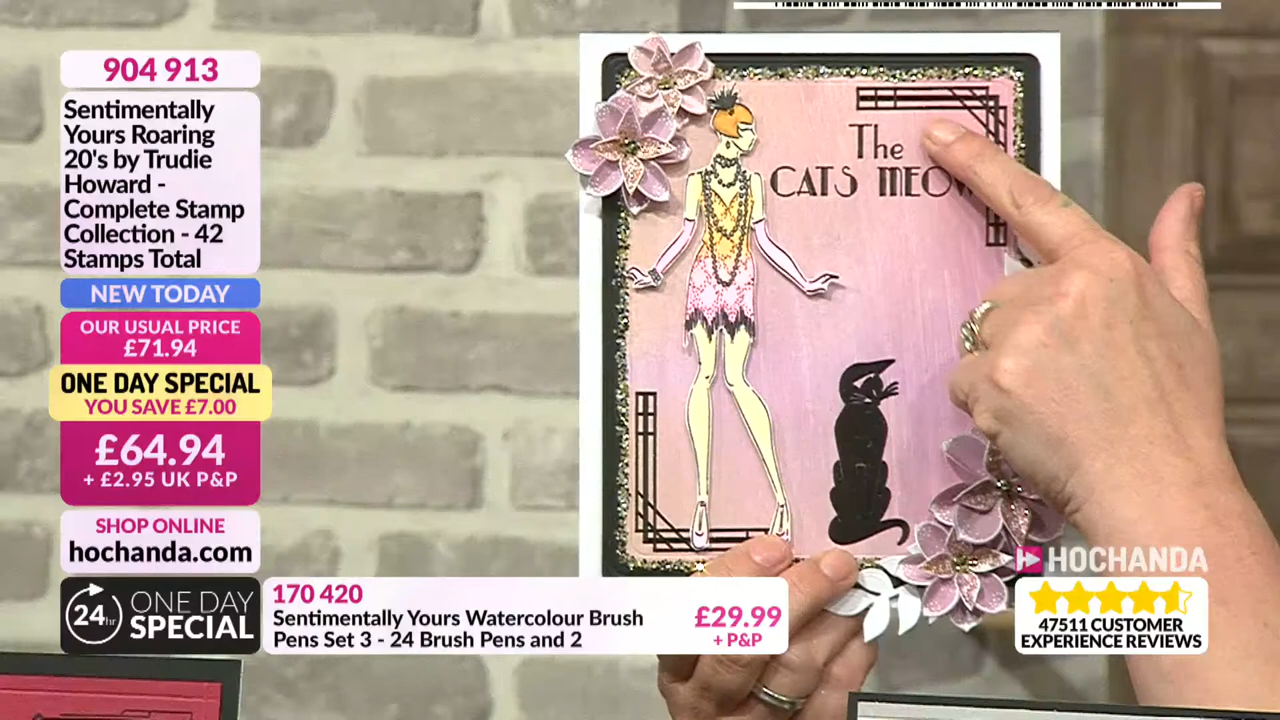 904 913
Sentimentally
Yours Roaring
20's by Trudie
Howard -
Complete Stamp
Collection - 42
Stamps Total
NEW TODAY
OUR USUAL PRICE
£71.94
ONE DAY SPECIAL
YOU SAVE £7.00
£64.94
+ £2.95 UK P&P
SHOP ONLINE
hochanda.com
24hr ONE DAY
SPECIAL
170 420
Sentimentally Yours Watercolour Brush
Pens Set 3 - 24 Brush Pens and 2
£29.99
+ P&P
The
CATS MEOW
HOCHANDA
47511 CUSTOMER
EXPERIENCE REVIEWS